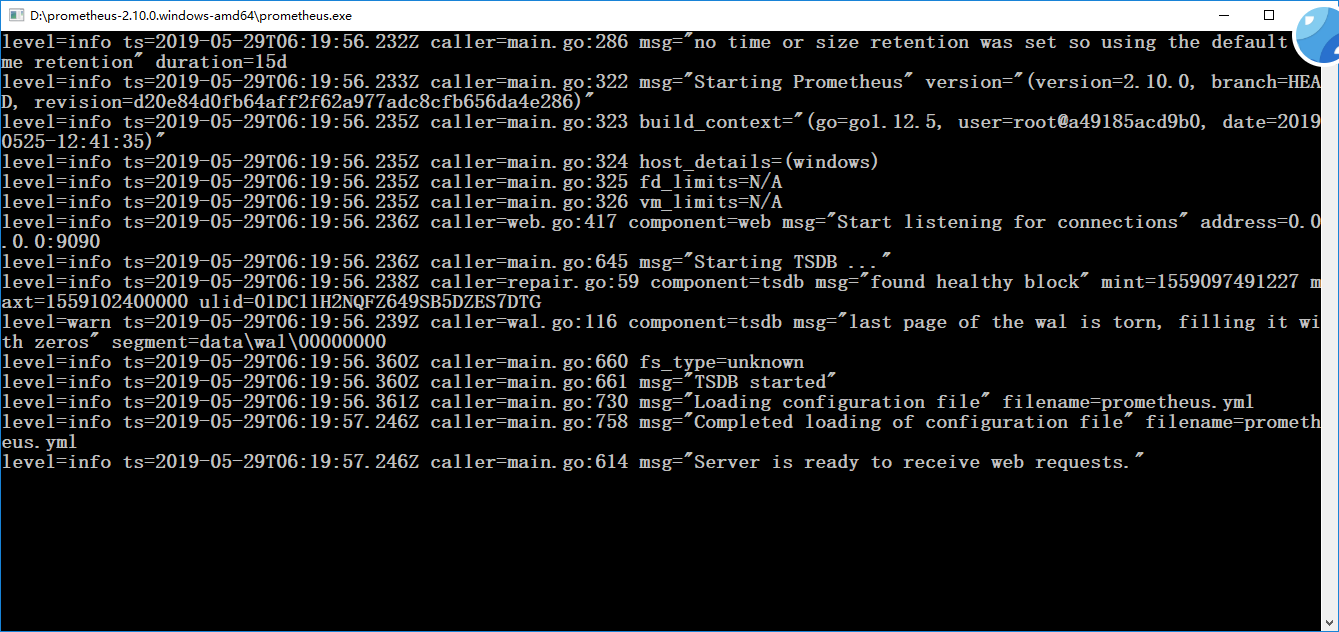 D:\prometheus-2.10.0.windows-amd64\prometheus.exe
level=info ts=2019-05-29T06:19:56.232Z caller=main.go:286 msg="no time or size retention was set so using the default
me retention" duration=15d
level=info ts=2019-05-29T06:19:56.233Z caller=main.go:322 msg="Starting Prometheus" version="(version=2.10.0, branch=HEA
D, revision=d20e84d0fb64aff2f62a977adc8cfb656da4e286)"
level=info ts=2019-05-29T06:19:56.235Z caller=main.go:323 build_context="(go=go1.12.5, user=root@a49185acd9b0, date=2019
0525-12:41:35)"
level=info ts=2019-05-29T06:19:56.235Z caller=main.go:324 host_details=(windows)
level=info ts=2019-05-29T06:19:56.235Z caller=main.go:325 fd_limits=N/A
level=info ts=2019-05-29T06:19:56.235Z caller=main.go:326 vm_limits=N/A
level=info ts=2019-05-29T06:19:56.236Z caller=web.go:417 component=web msg="Start listening for connections" address=0.0
.0.0:9090
level=info ts=2019-05-29T06:19:56.236Z caller=main.go:645 msg="Starting TSDB ..."
level=info ts=2019-05-29T06:19:56.238Z caller=repair.go:59 component=tsdb msg="found healthy block" mint=1559097491227 m
axt=1559102400000 ulid=01DC11H2NQFZ649SB5DZES7DTG
level=warn ts=2019-05-29T06:19:56.239Z caller=wal.go:116 component=tsdb msg="last page of the wal is torn, filling it wi
th zeros" segment=data\wal\00000000
level=info ts=2019-05-29T06:19:56.360Z caller=main.go:660 fs_type=unknown
level=info ts=2019-05-29T06:19:56.360Z caller=main.go:661 msg="TSDB started"
level=info ts=2019-05-29T06:19:56.361Z caller=main.go:730 msg="Loading configuration file" filename=prometheus.yml
level=info ts=2019-05-29T06:19:57.246Z caller=main.go:758 msg="Completed loading of configuration file" filename=prometh
eus.yml
level=info ts=2019-05-29T06:19:57.246Z caller=main.go:614 msg="Server is ready to receive web requests."